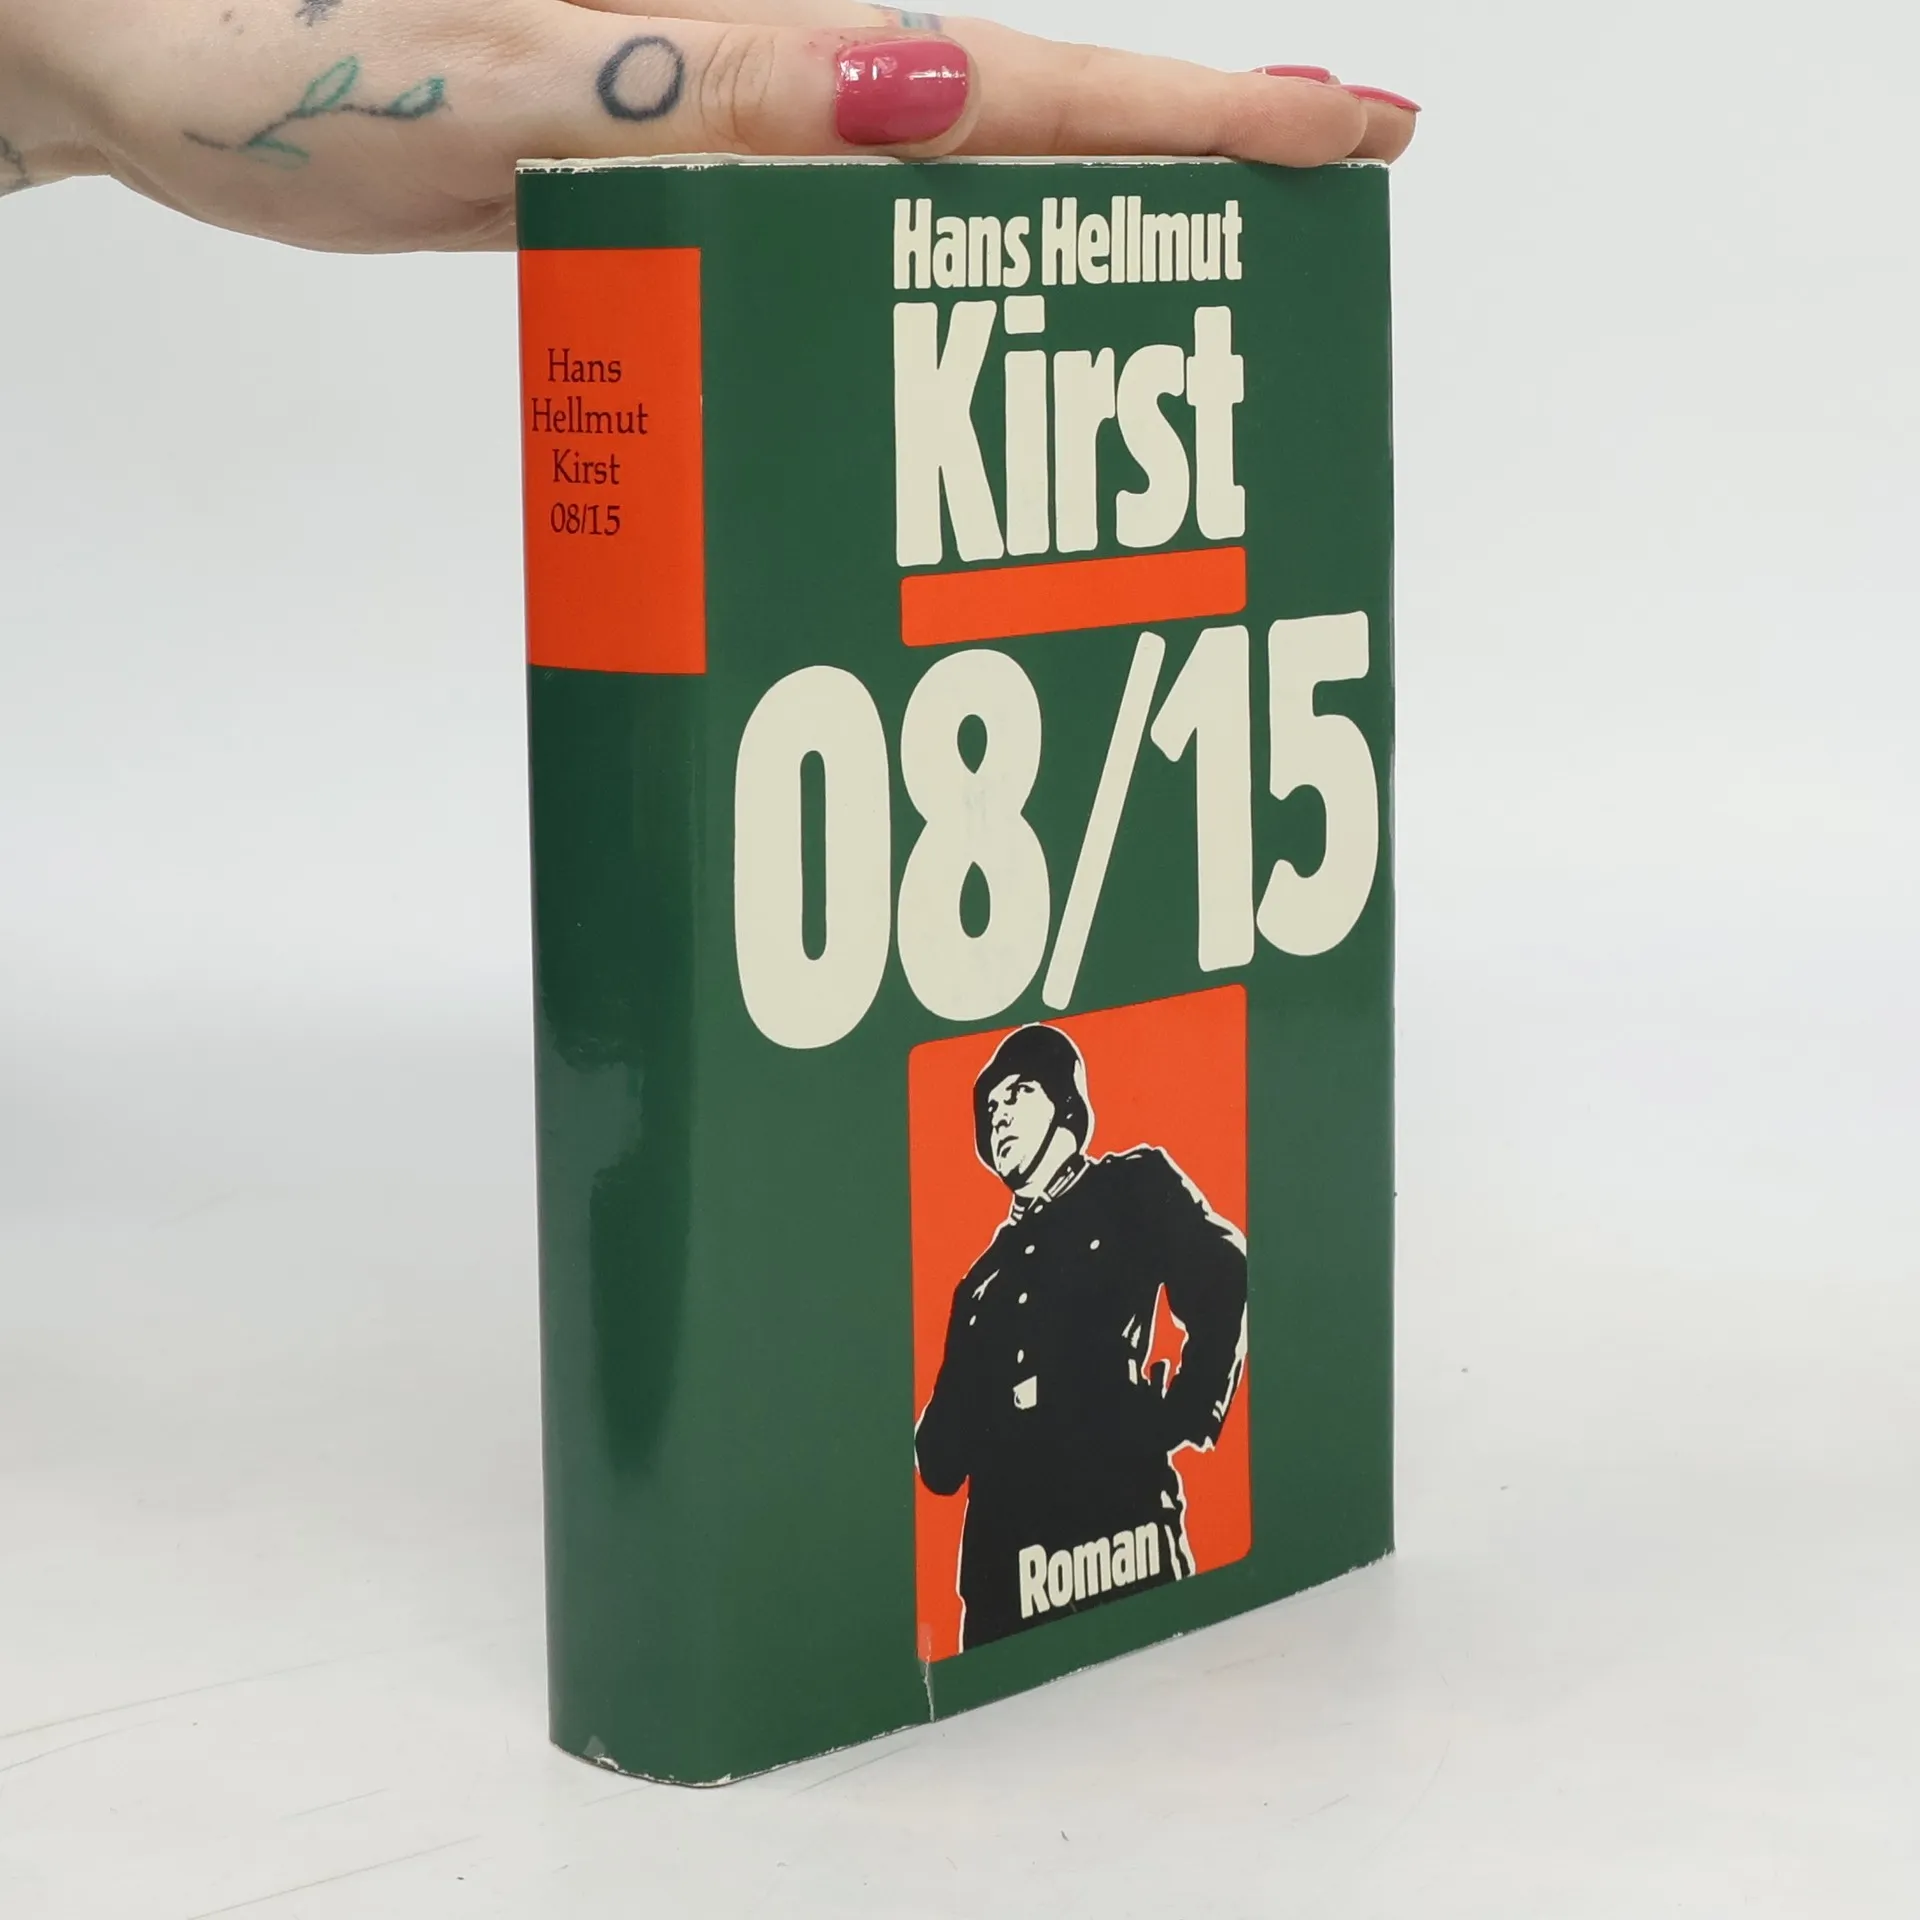 Hans
Hellmut
Kirst
08/15
Hans Hellmut
Kirst
08/15
Roman